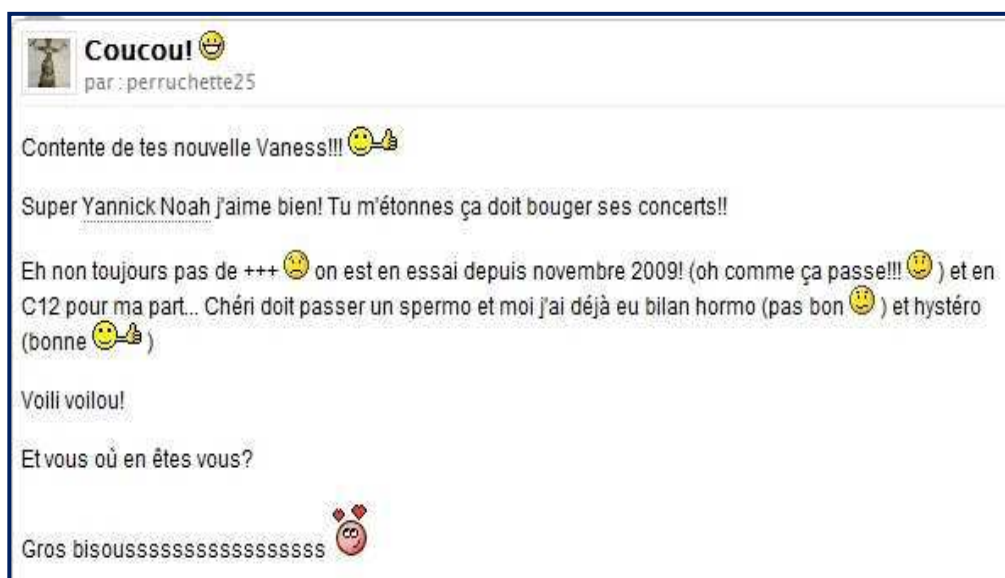 Coucou!
par : perruchette25
Contente de tes nouvelle Vaness!!!
Super Yannick Noah j'aime bien! Tu m'étonnes ça doit bouger ses concerts!!
Eh non toujours pas de +++ on est en essai depuis novembre 2009! (oh comme ça passe!!! ) et en
C12 pour ma part... Chéri doit passer un spermo et moi j'ai déjà eu bilan hormo (pas bon ) et hystéro
(bonne )
Voili voilou!
Et vous où en êtes vous?
Gros bisousssssssssssssssss